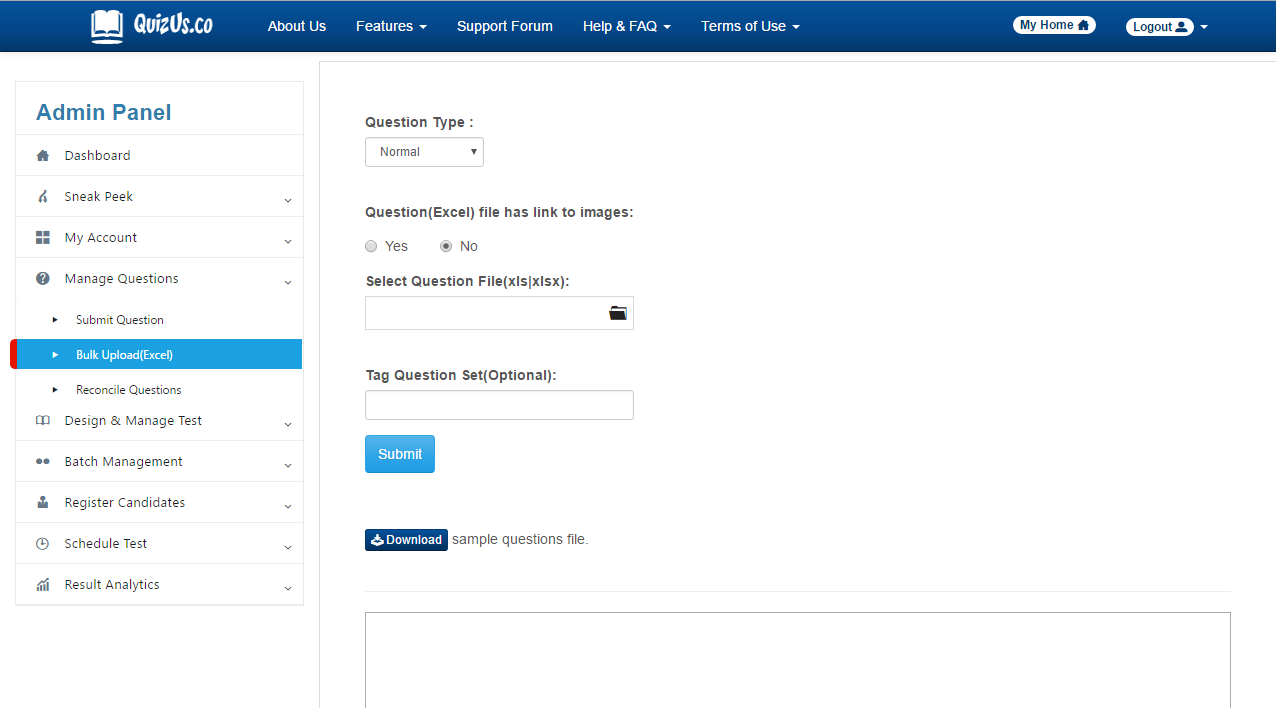 QuizUs.co About Us Features Support Forum Help & FAQ Terms of Use My Home Logout
Admin Panel
Dashboard
Sneak Peek
My Account
Manage Questions
Submit Question
Bulk Upload(Excel)
Reconcile Questions
Design & Manage Test
Batch Management
Register Candidates
Schedule Test
Result Analytics
Question Type :
Normal
Question(Excel) file has link to images:
Yes No
Select Question File(xls|xlsx):
Tag Question Set(Optional):
Submit
Download sample questions file.